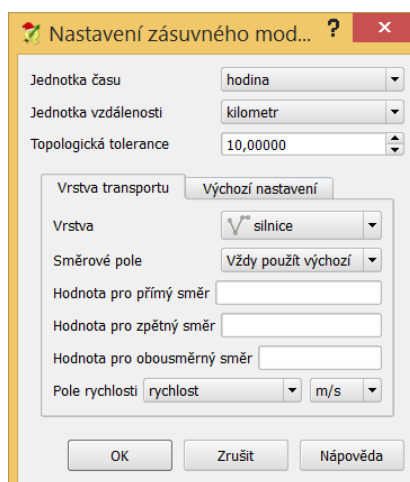 Nastavení zásuvného mod... ? ×
Jednotka času hodina
Jednotka vzdálenosti kilometr
Topologická tolerance 10,00000
Vrstva transportu Výchozí nastavení
Vrstva silnice
Směrové pole Vždy použít výchozí
Hodnota pro přímý směr
Hodnota pro zpětný směr
Hodnota pro obousměrný směr
Pole rychlosti rychlost m/s
OK Zrušit Nápověda